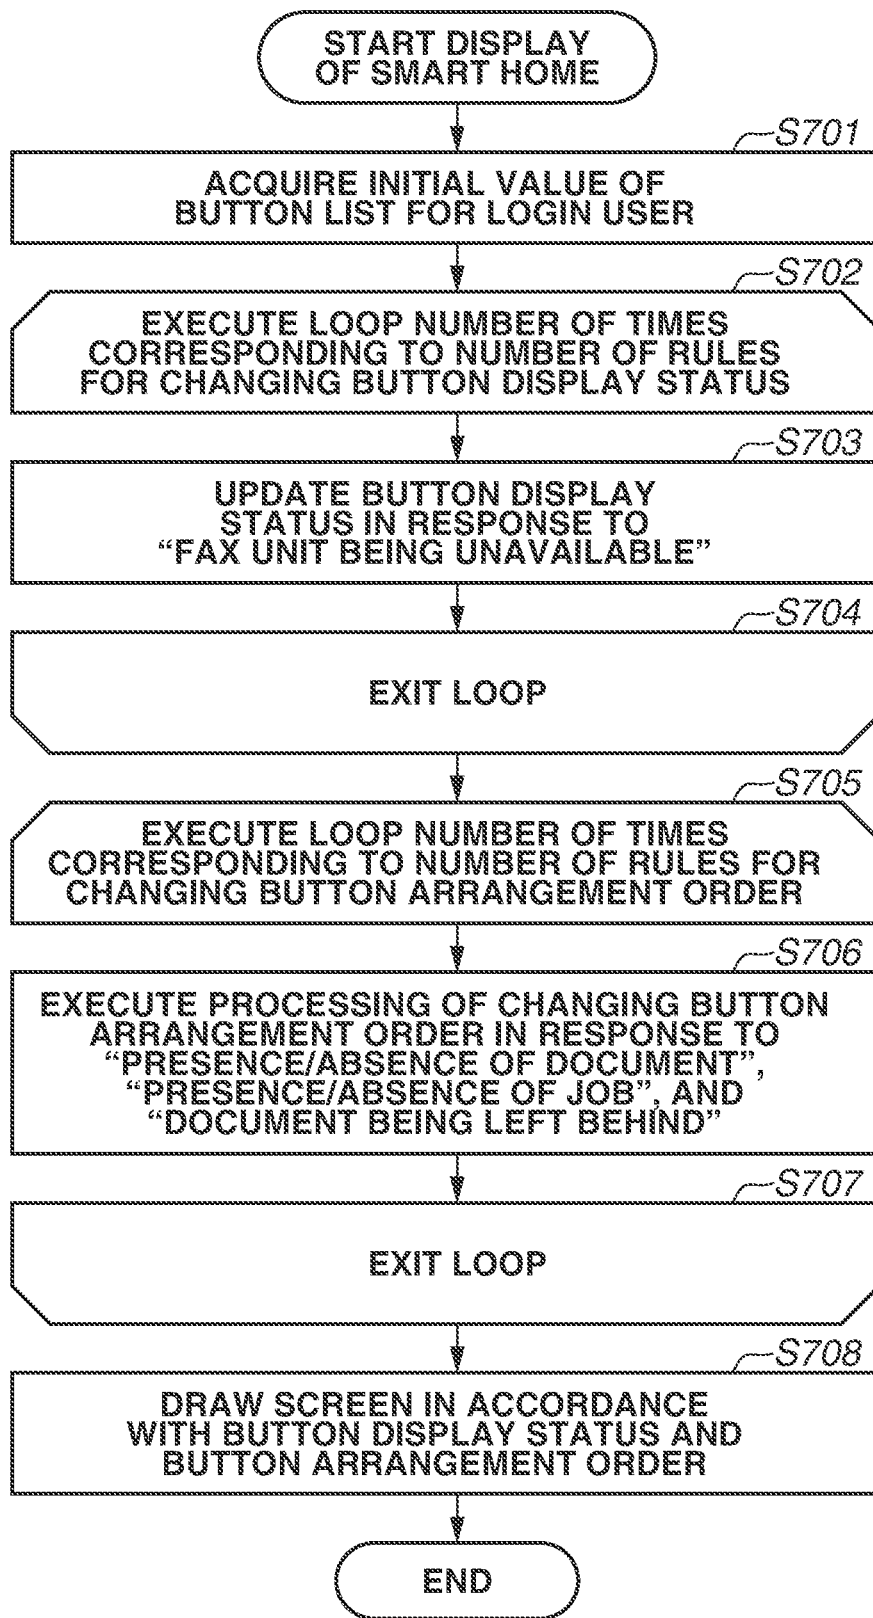 START DISPLAY
OF SMART HOME
S701
ACQUIRE INITIAL VALUE OF
BUTTON LIST FOR LOGIN USER
S702
EXECUTE LOOP NUMBER OF TIMES
CORRESPONDING TO NUMBER OF RULES
FOR CHANGING BUTTON DISPLAY STATUS
S703
UPDATE BUTTON DISPLAY
STATUS IN RESPONSE TO
“FAX UNIT BEING UNAVAILABLE”
S704
EXIT LOOP
S705
EXECUTE LOOP NUMBER OF TIMES
CORRESPONDING TO NUMBER OF RULES FOR
CHANGING BUTTON ARRANGEMENT ORDER
S706
EXECUTE PROCESSING OF CHANGING BUTTON
ARRANGEMENT ORDER IN RESPONSE TO
“PRESENCE/ABSENCE OF DOCUMENT”,
“PRESENCE/ABSENCE OF JOB”, AND
“DOCUMENT BEING LEFT BEHIND”
S707
EXIT LOOP
S708
DRAW SCREEN IN ACCORDANCE
WITH BUTTON DISPLAY STATUS AND
BUTTON ARRANGEMENT ORDER
END